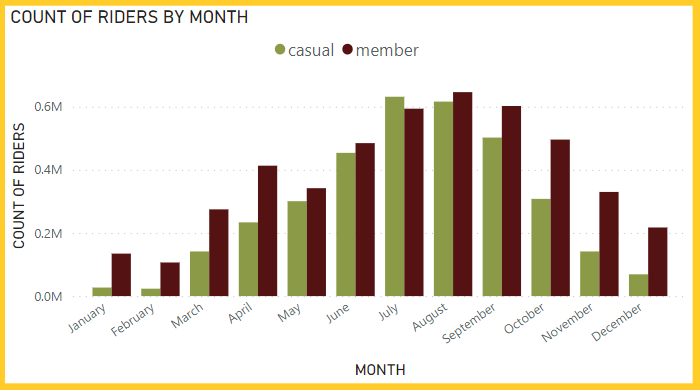 COUNT OF RIDERS BY MONTH
casual member
COUNT OF RIDERS
0.6M
0.4M
0.2M
0.0M
January February March April May June July August September October November December
MONTH